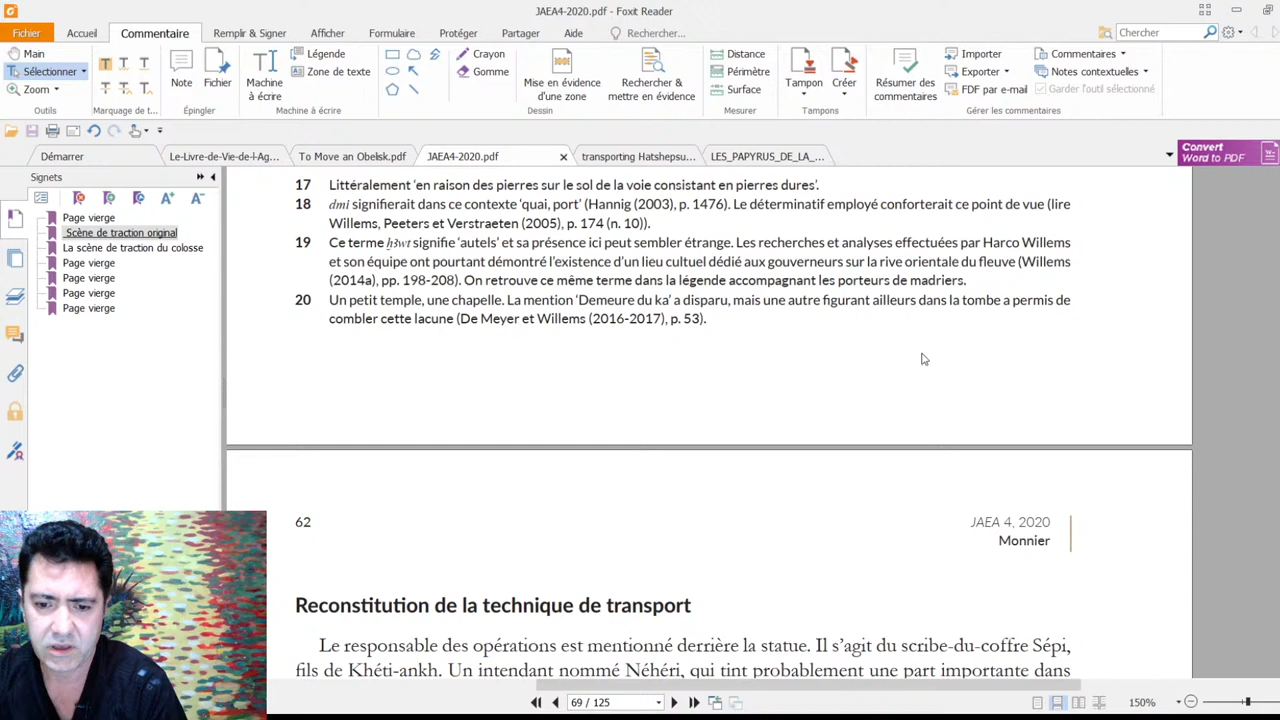 JAEA4-2020.pdf - Foxit Reader
Fichier Accueil Commentaire Remplir & Signer Afficher Formulaire Protéger Partager Aide Rechercher... Chercher
Main
Sélectionner
Zoom
Outils
Marquage de t...
Note
Fichier
Épingler
Machine
à écrire
Légende
Zone de texte
Machine à écrire
Crayon
Gomme
Mise en évidence
d'une zone
Dessin
Rechercher &
mettre en évidence
Distance
Périmètre
Surface
Mesurer
Tampon
Créer
Tampons
Résumer des
commentaires
Importer
Exporter
FDF par e-mail
Commentaires
Notes contextuelles
Garder l'outil sélectionné
Gérer les commentaires
Démarrer Le-Livre-de-Vie-de-l-Ag... To Move an Obelisk.pdf JAEA4-2020.pdf transporting Hatshepsu... LES_PAPYRUS_DE_LA_...
Convert
Word to PDF
Signets
Page vierge
Scène de traction original
La scène de traction du colosse
Page vierge
Page vierge
Page vierge
Page vierge
17 Littéralement 'en raison des pierres sur le sol de la voie consistant en pierres dures'.
18 dmi signifierait dans ce contexte 'quai, port' (Hannig (2003), p. 1476). Le déterminatif employé conforterait ce point de vue (lire
Willems, Peeters et Verstraeten (2005), p. 174 (n. 10)).
19 Ce terme ḫꜣwt signifie 'autels' et sa présence ici peut sembler étrange. Les recherches et analyses effectuées par Harco Willems
et son équipe ont pourtant démontré l'existence d'un lieu cultuel dédié aux gouverneurs sur la rive orientale du fleuve (Willems
(2014a), pp. 198-208). On retrouve ce même terme dans la légende accompagnant les porteurs de madriers.
20 Un petit temple, une chapelle. La mention 'Demeure du ka' a disparu, mais une autre figurant ailleurs dans la tombe a permis de
combler cette lacune (De Meyer et Willems (2016-2017), p. 53).
62
JAEA 4, 2020
Monnier
Reconstitution de la technique de transport
Le responsable des opérations est mentionné derrière la statue. Il s'agit du scribe-du-coffre Sépi,
fils de Khéti-ankh. Un intendant nommé Néhéri, qui tint probablement une part importante dans
69 / 125
150%